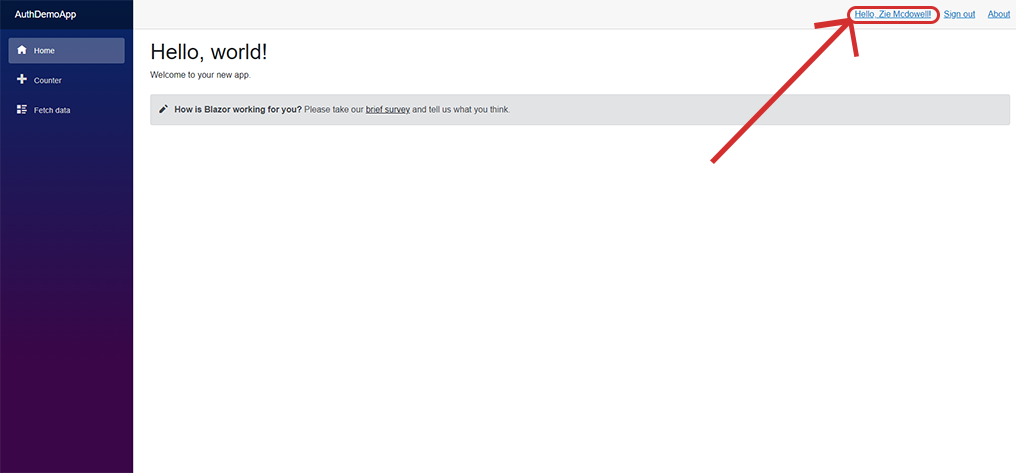 AuthDemoApp
Hello, Zie Mcdowell! Sign out About
Home
Counter
Fetch data
Hello, world!
Welcome to your new app.
How is Blazor working for you? Please take our brief survey and tell us what you think.